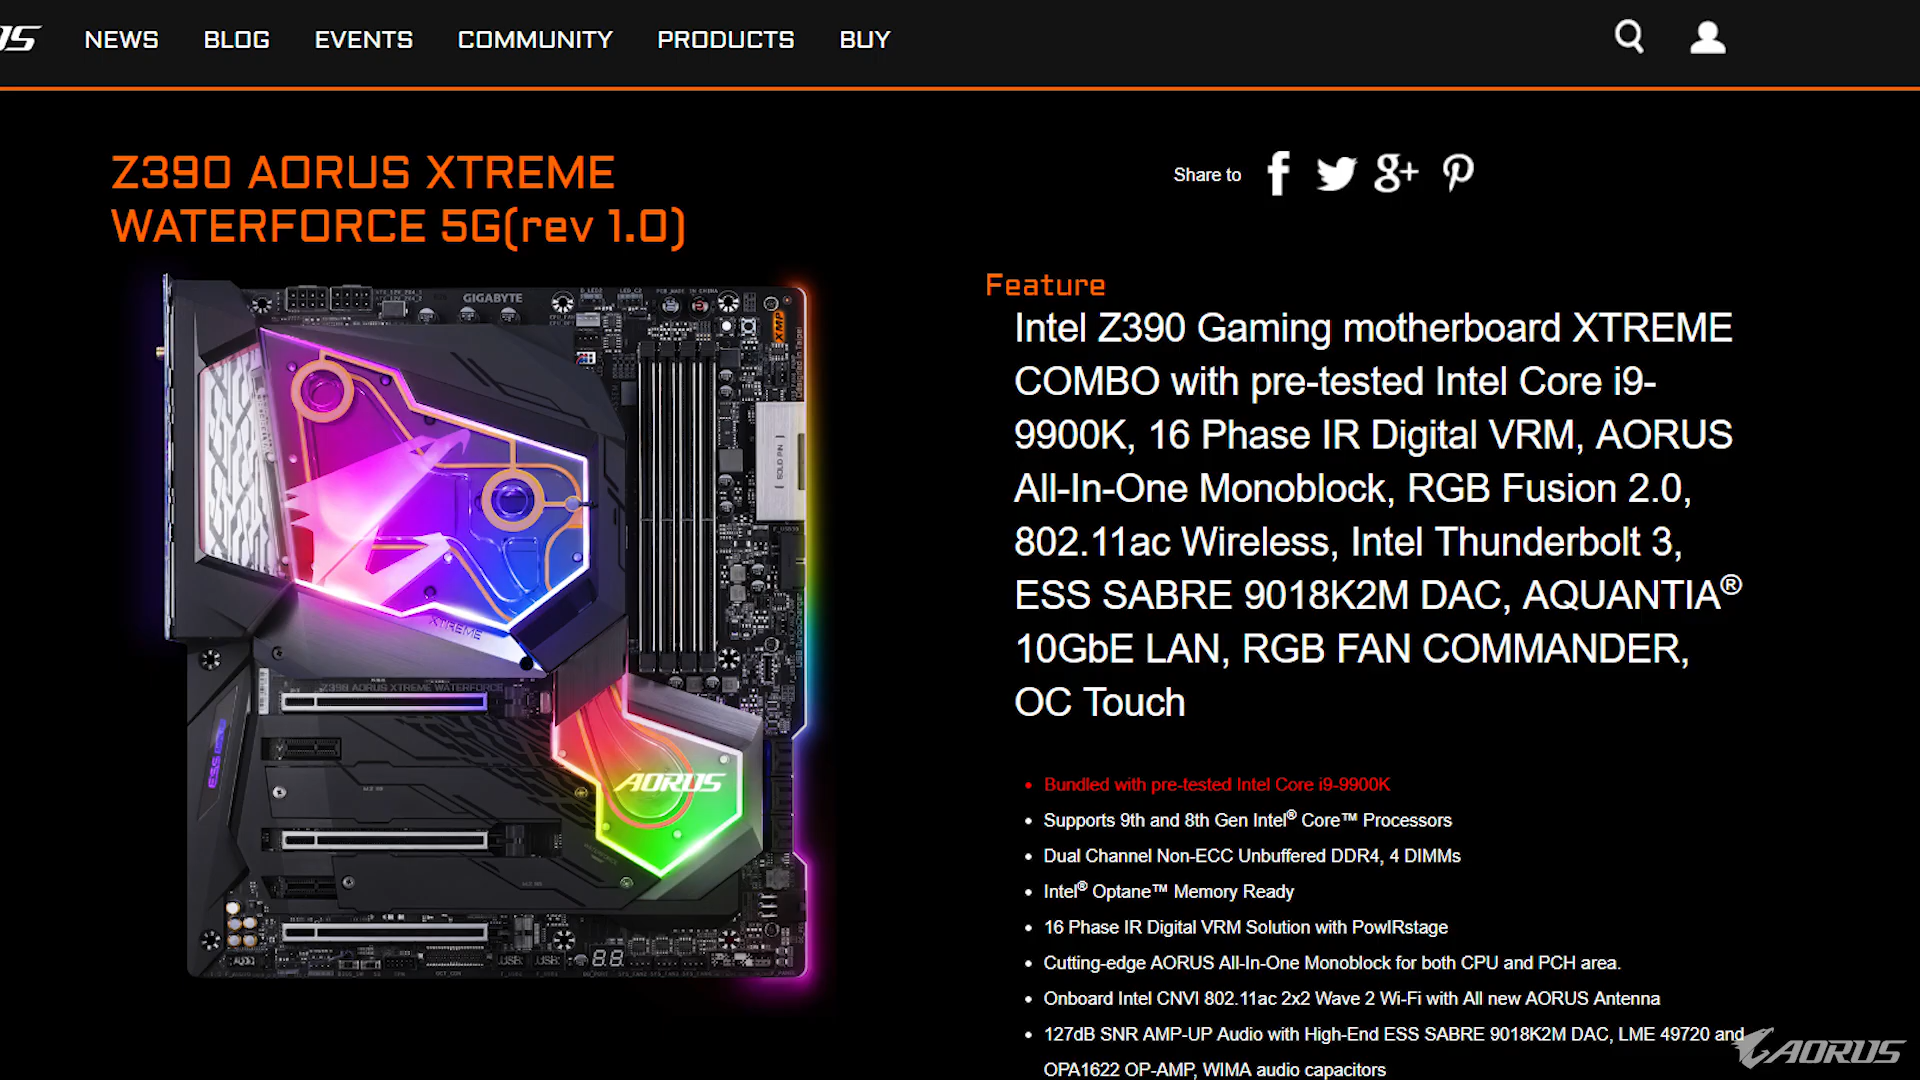 NEWS BLOG EVENTS COMMUNITY PRODUCTS BUY
Z390 AORUS XTREME
WATERFORCE 5G(rev 1.0)
Share to
GIGABYTE
XMP
SOLID PIN
XTREME
Z390 AORUS XTREME WATERFORCE
AORUS
Feature
Intel Z390 Gaming motherboard XTREME
COMBO with pre-tested Intel Core i9-
9900K, 16 Phase IR Digital VRM, AORUS
All-In-One Monoblock, RGB Fusion 2.0,
802.11ac Wireless, Intel Thunderbolt 3,
ESS SABRE 9018K2M DAC, AQUANTIA®
10GbE LAN, RGB FAN COMMANDER,
OC Touch
• Bundled with pre-tested Intel Core i9-9900K
• Supports 9th and 8th Gen Intel® Core™ Processors
• Dual Channel Non-ECC Unbuffered DDR4, 4 DIMMs
• Intel® Optane™ Memory Ready
• 16 Phase IR Digital VRM Solution with PowIRstage
• Cutting-edge AORUS All-In-One Monoblock for both CPU and PCH area.
• Onboard Intel CNVI 802.11ac 2x2 Wave 2 Wi-Fi with All new AORUS Antenna
• 127dB SNR AMP-UP Audio with High-End ESS SABRE 9018K2M DAC, LME 49720 and
OPA1622 OP-AMP, WIMA audio capacitors
AORUS